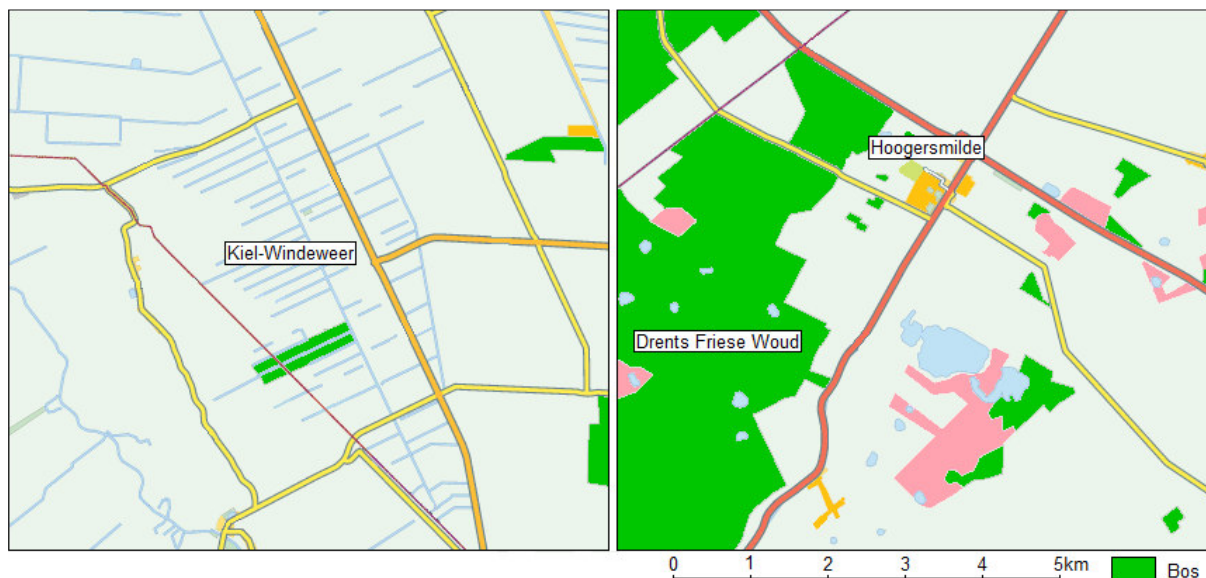 Kiel-Windeweer
Hoogersmilde
Drents Friese Woud
0 1 2 3 4 5km
Bos